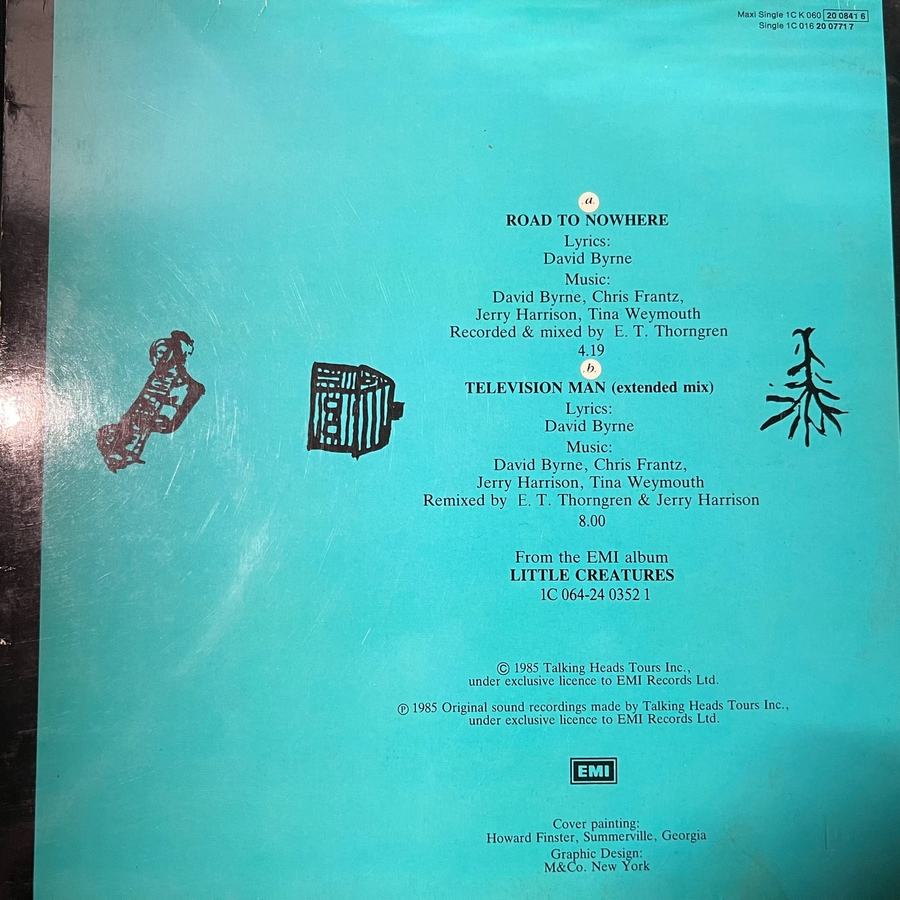 Maxi Single 1C K 060 20 0841 6
Single 1C 016 20 0771 7
a.
ROAD TO NOWHERE
Lyrics:
David Byrne
Music:
David Byrne, Chris Frantz,
Jerry Harrison, Tina Weymouth
Recorded & mixed by E. T. Thorngren
4.19
b.
TELEVISION MAN (extended mix)
Lyrics:
David Byrne
Music:
David Byrne, Chris Frantz,
Jerry Harrison, Tina Weymouth
Remixed by E. T. Thorngren & Jerry Harrison
8.00
From the EMI album
LITTLE CREATURES
1C 064-24 0352 1
© 1985 Talking Heads Tours Inc.,
under exclusive licence to EMI Records Ltd.
℗ 1985 Original sound recordings made by Talking Heads Tours Inc.,
under exclusive licence to EMI Records Ltd.
EMI
Cover painting:
Howard Finster, Summerville, Georgia
Graphic Design:
M&Co. New York